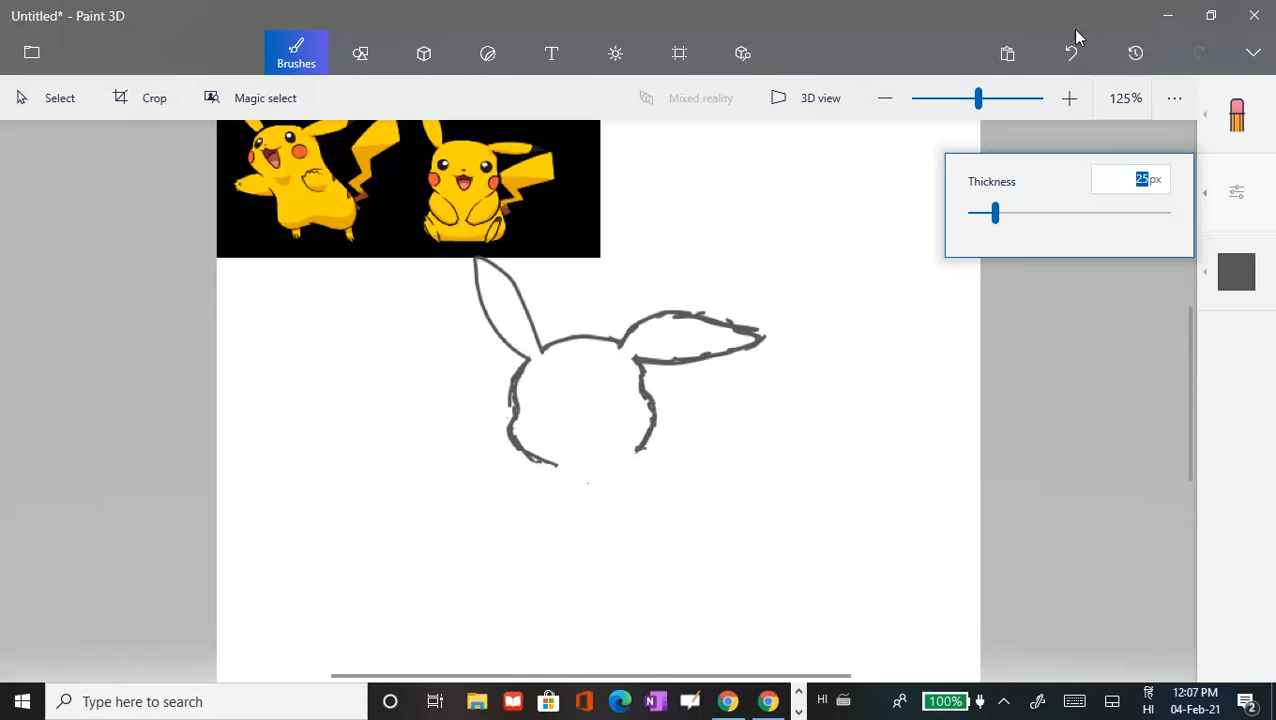 Untitled* - Paint 3D
Brushes
Select
Crop
Magic select
Mixed reality
3D view
125%
Thickness
25px
Type here to search
HI
100%
12:07 PM
HI
04-Feb-21
2